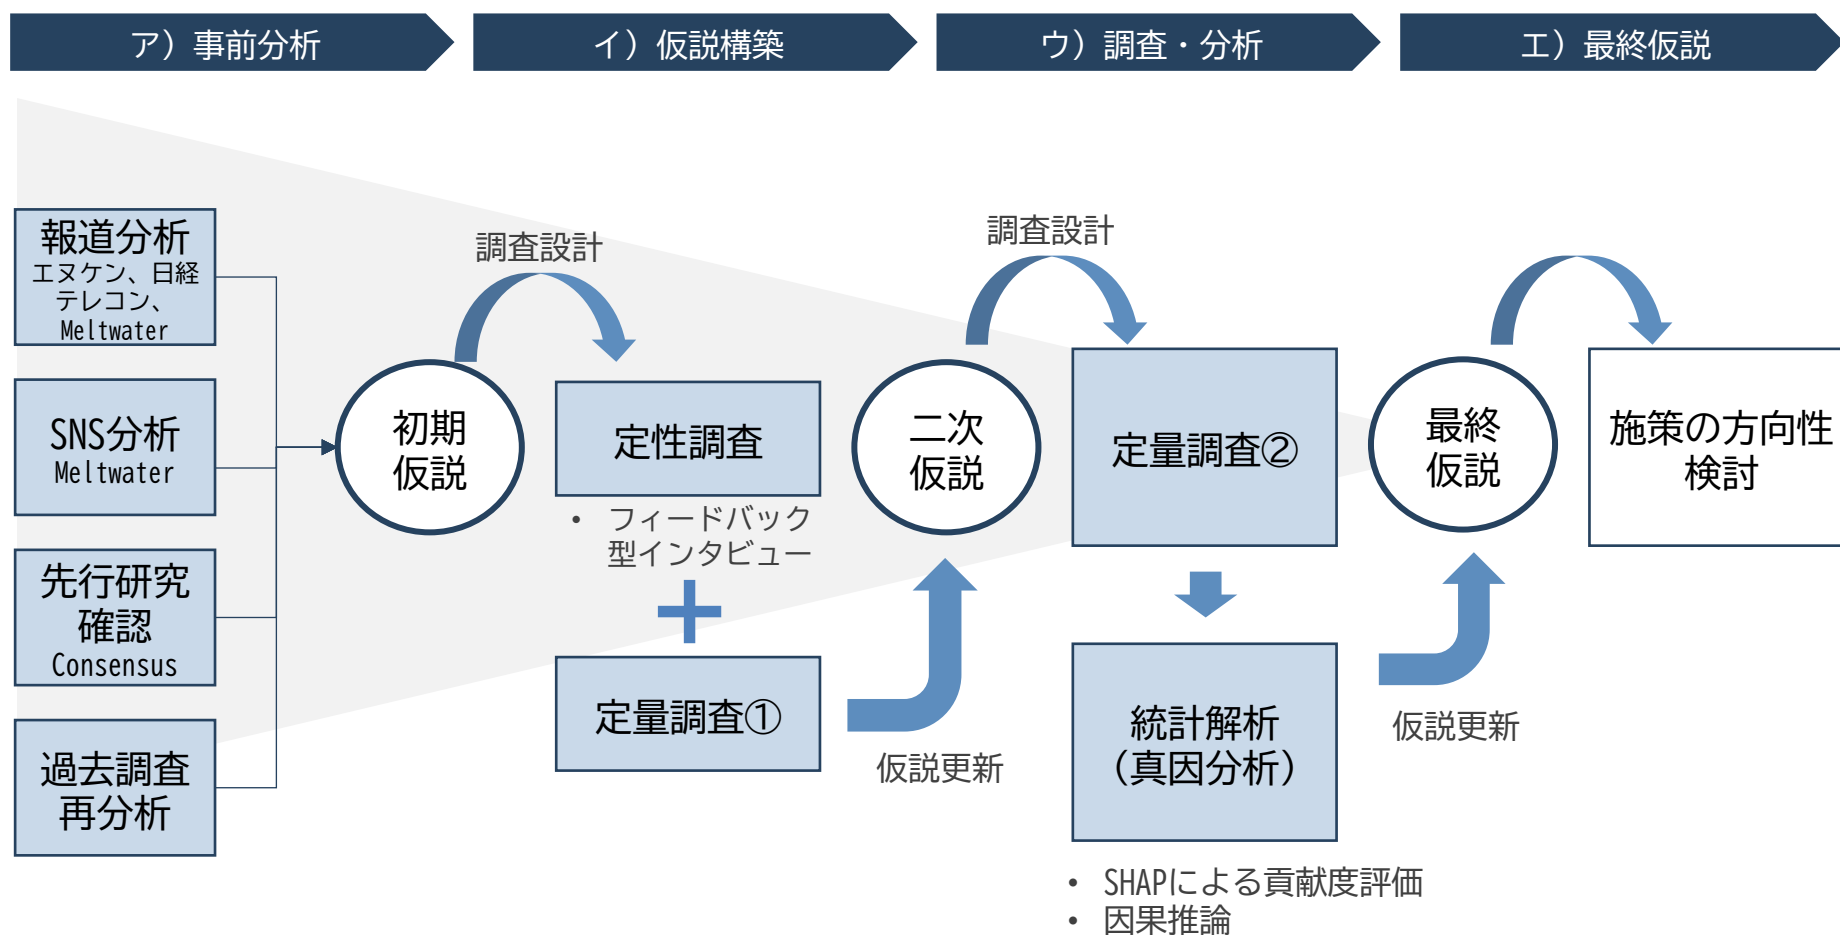 ア）事前分析
イ）仮説構築
ウ）調査・分析
エ）最終仮説
報道分析
エヌケン、日経
テレコン、
Meltwater
SNS分析
Meltwater
先行研究
確認
Consensus
過去調査
再分析
初期
仮説
調査設計
定性調査
• フィードバック
型インタビュー
定量調査①
仮説更新
二次
仮説
調査設計
定量調査②
統計解析
（真因分析）
• SHAPによる貢献度評価
• 因果推論
仮説更新
最終
仮説
施策の方向性
検討